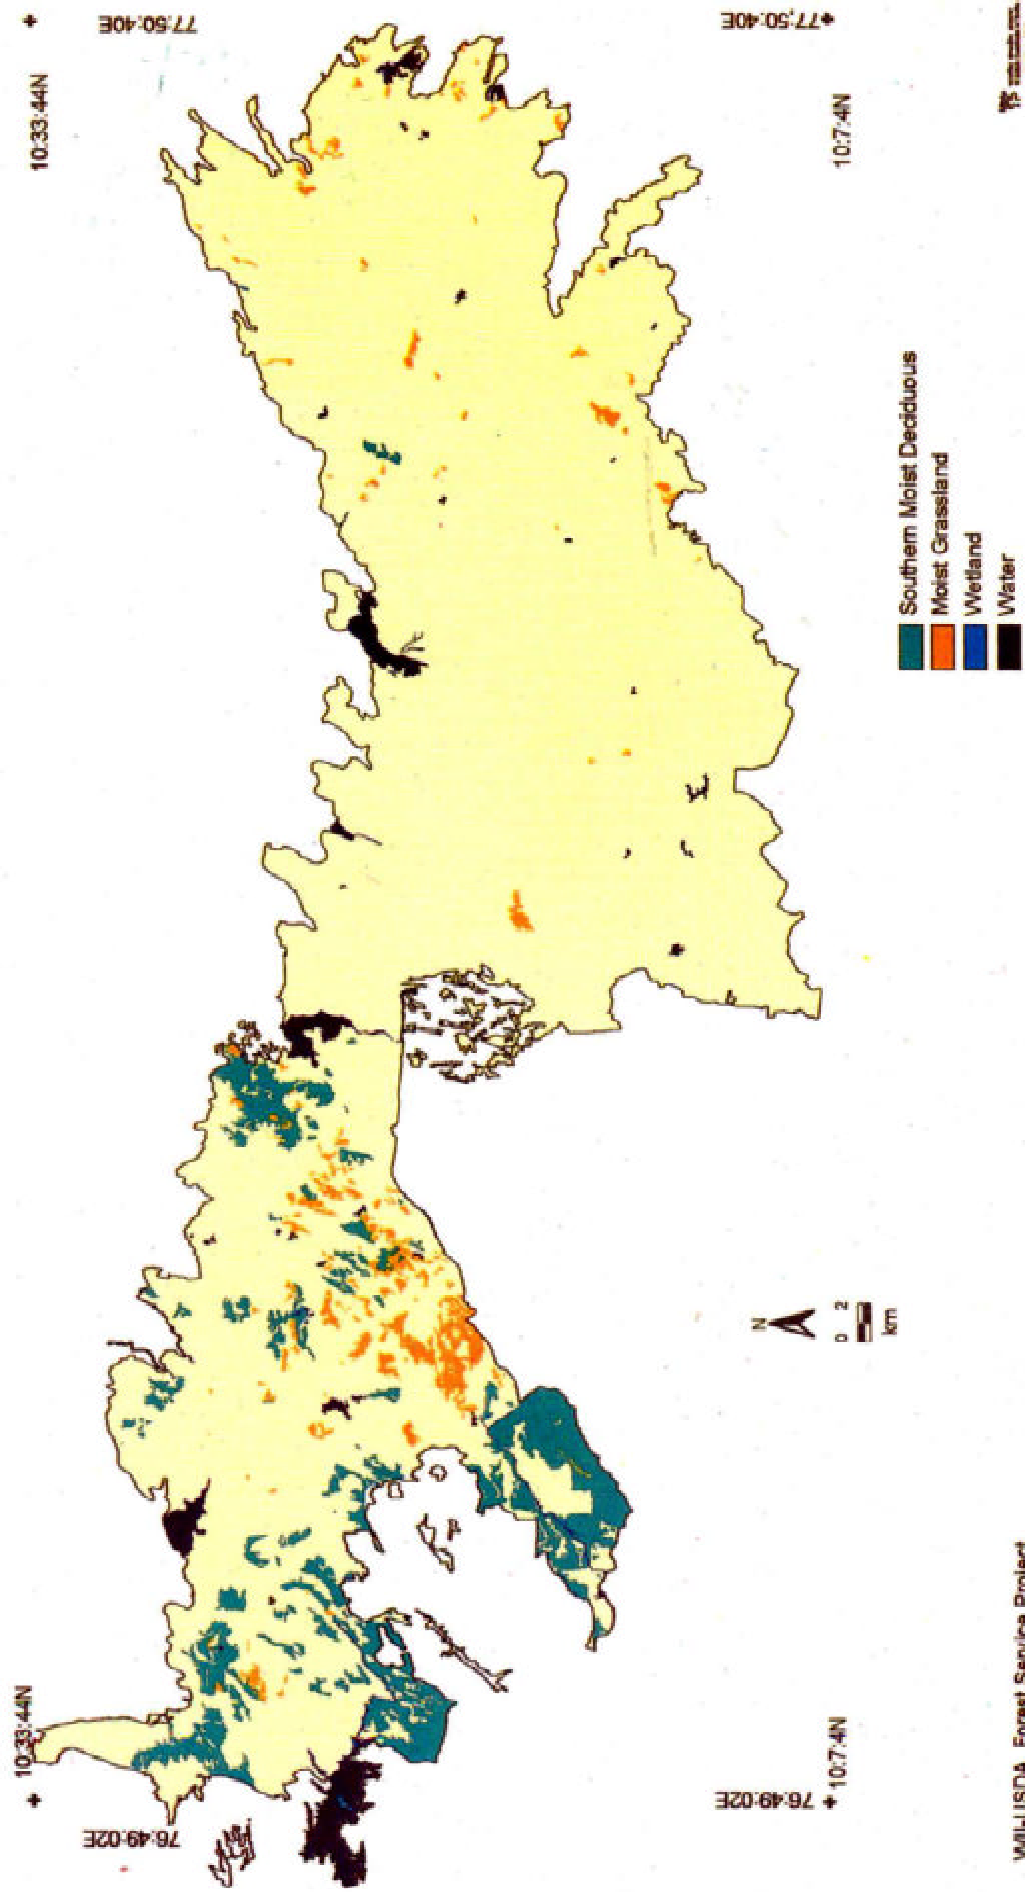 10:33:44N
10:33:44N
76:49:02E
77:50:40E
76:49:02E
77:50:40E
10:7:4N
10:7:4N
N
0 2
km
Southern Moist Deciduous
Moist Grassland
Wetland
Water
WII-USDA Forest Service Project